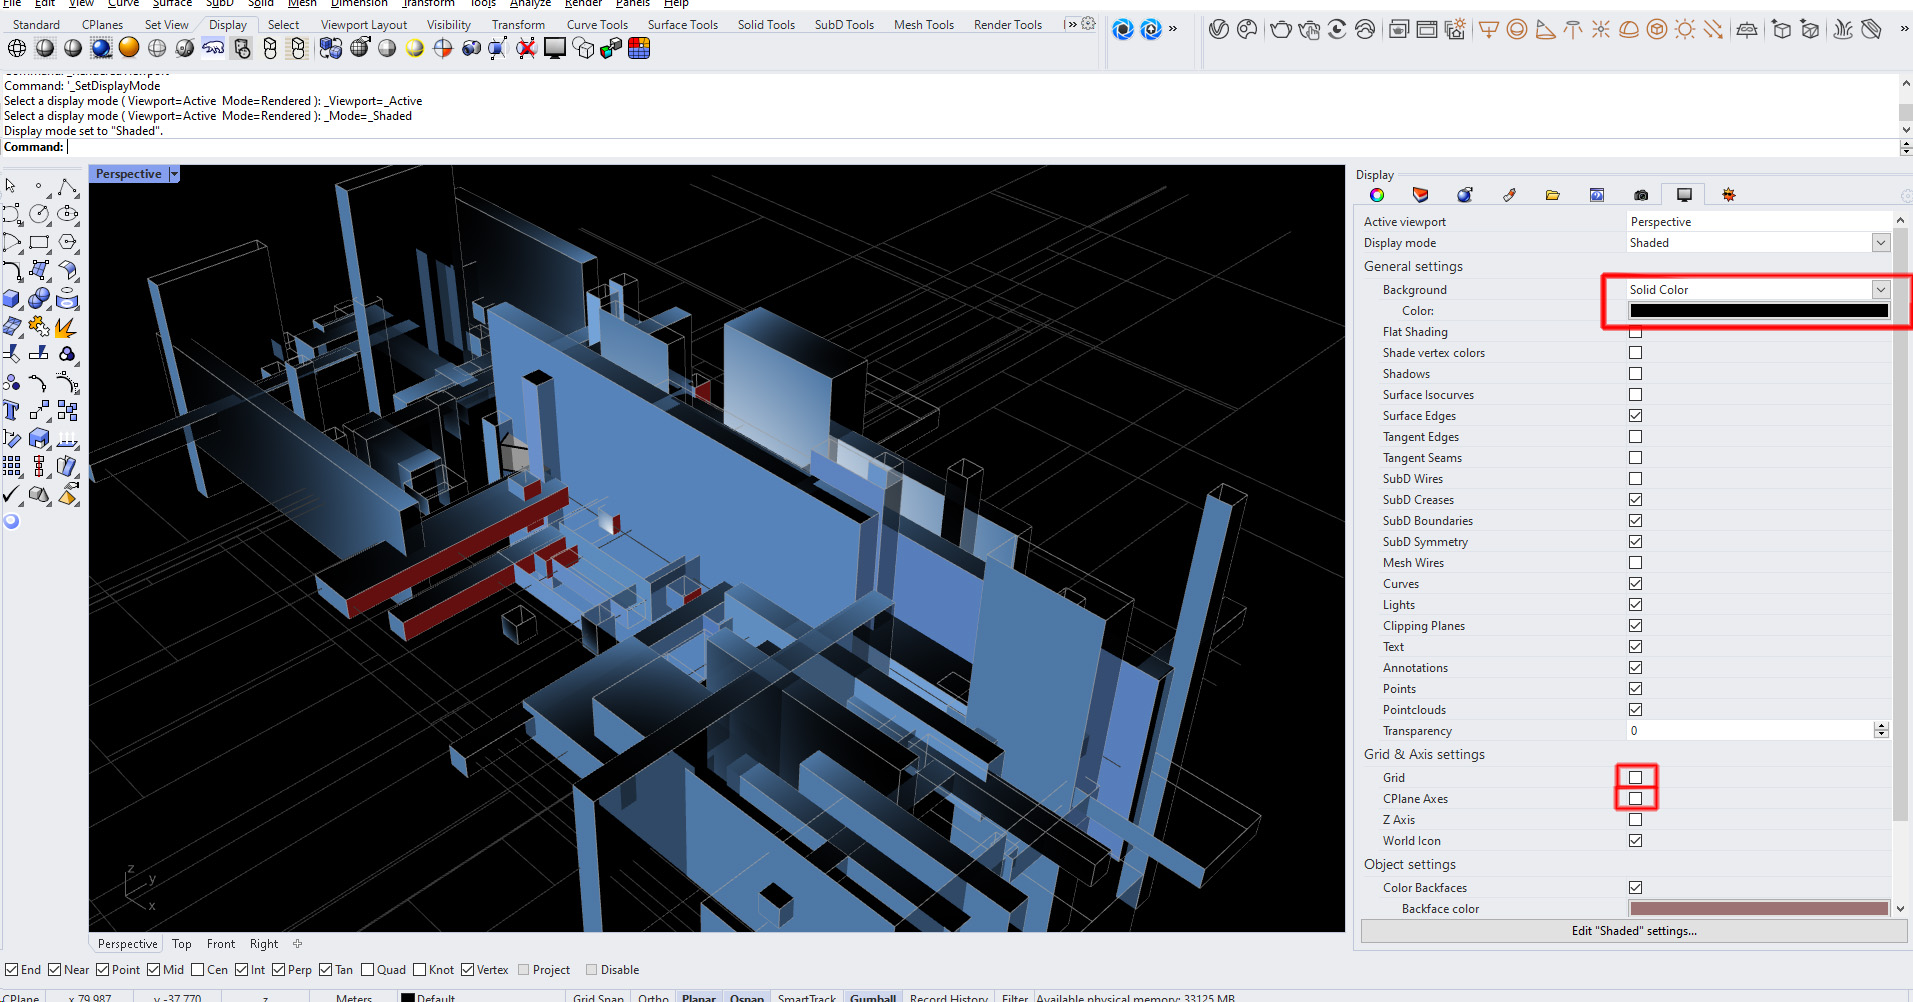 File Edit View Curve Surface SubD Solid Mesh Dimension Transform Tools Analyze Render Panels Help
Standard CPlanes Set View Display Select Viewport Layout Visibility Transform Curve Tools Surface Tools Solid Tools SubD Tools Mesh Tools Render Tools
Command: '_SetDisplayMode
Select a display mode ( Viewport=Active Mode=Rendered ): _Viewport=_Active
Select a display mode ( Viewport=Active Mode=Rendered ): _Mode=_Shaded
Display mode set to "Shaded".
Command:
Perspective
z
y
x
Display
Active viewport Perspective
Display mode Shaded
General settings
Background Solid Color
Color:
Flat Shading
Shade vertex colors
Shadows
Surface Isocurves
Surface Edges
Tangent Edges
Tangent Seams
SubD Wires
SubD Creases
SubD Boundaries
SubD Symmetry
Mesh Wires
Curves
Lights
Clipping Planes
Text
Annotations
Points
Pointclouds
Transparency 0
Grid & Axis settings
Grid
CPlane Axes
Z Axis
World Icon
Object settings
Color Backfaces
Backface color
Edit "Shaded" settings...
Perspective Top Front Right
End Near Point Mid Cen Int Perp Tan Quad Knot Vertex Project Disable
CPlane x 79.987 y -37.770 z Meters Default Grid Snap Ortho Planar Osnap SmartTrack Gumball Record History Filter Available physical memory: 33125 MB